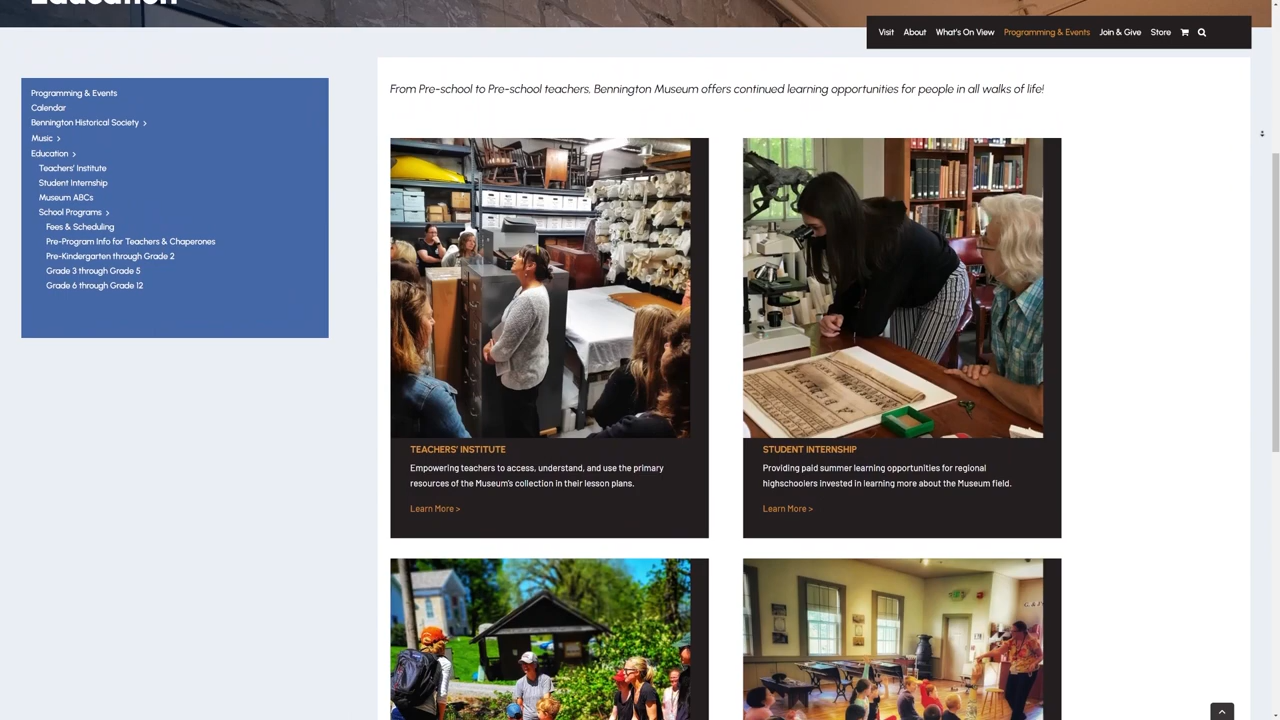 Education
Visit About What's On View Programming & Events Join & Give Store
Programming & Events
Calendar
Bennington Historical Society >
Music >
Education >
Teachers' Institute
Student Internship
Museum ABCs
School Programs >
Fees & Scheduling
Pre-Program Info for Teachers & Chaperones
Pre-Kindergarten through Grade 2
Grade 3 through Grade 5
Grade 6 through Grade 12
From Pre-school to Pre-school teachers, Bennington Museum offers continued learning opportunities for people in all walks of life!
TEACHERS' INSTITUTE
Empowering teachers to access, understand, and use the primary
resources of the Museum's collection in their lesson plans.
Learn More >
STUDENT INTERNSHIP
Providing paid summer learning opportunities for regional
highschoolers invested in learning more about the Museum field.
Learn More >